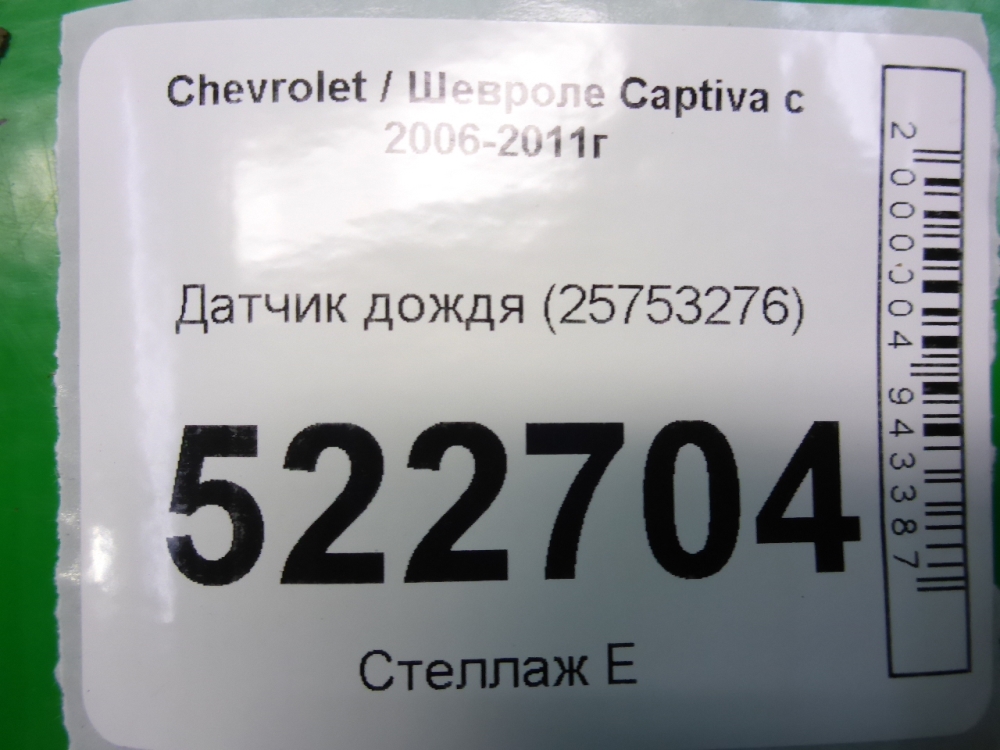 Chevrolet / Шевроле Captiva с
2006-2011г
Датчик дождя (25753276)
522704
Стеллаж Е
2000004943387